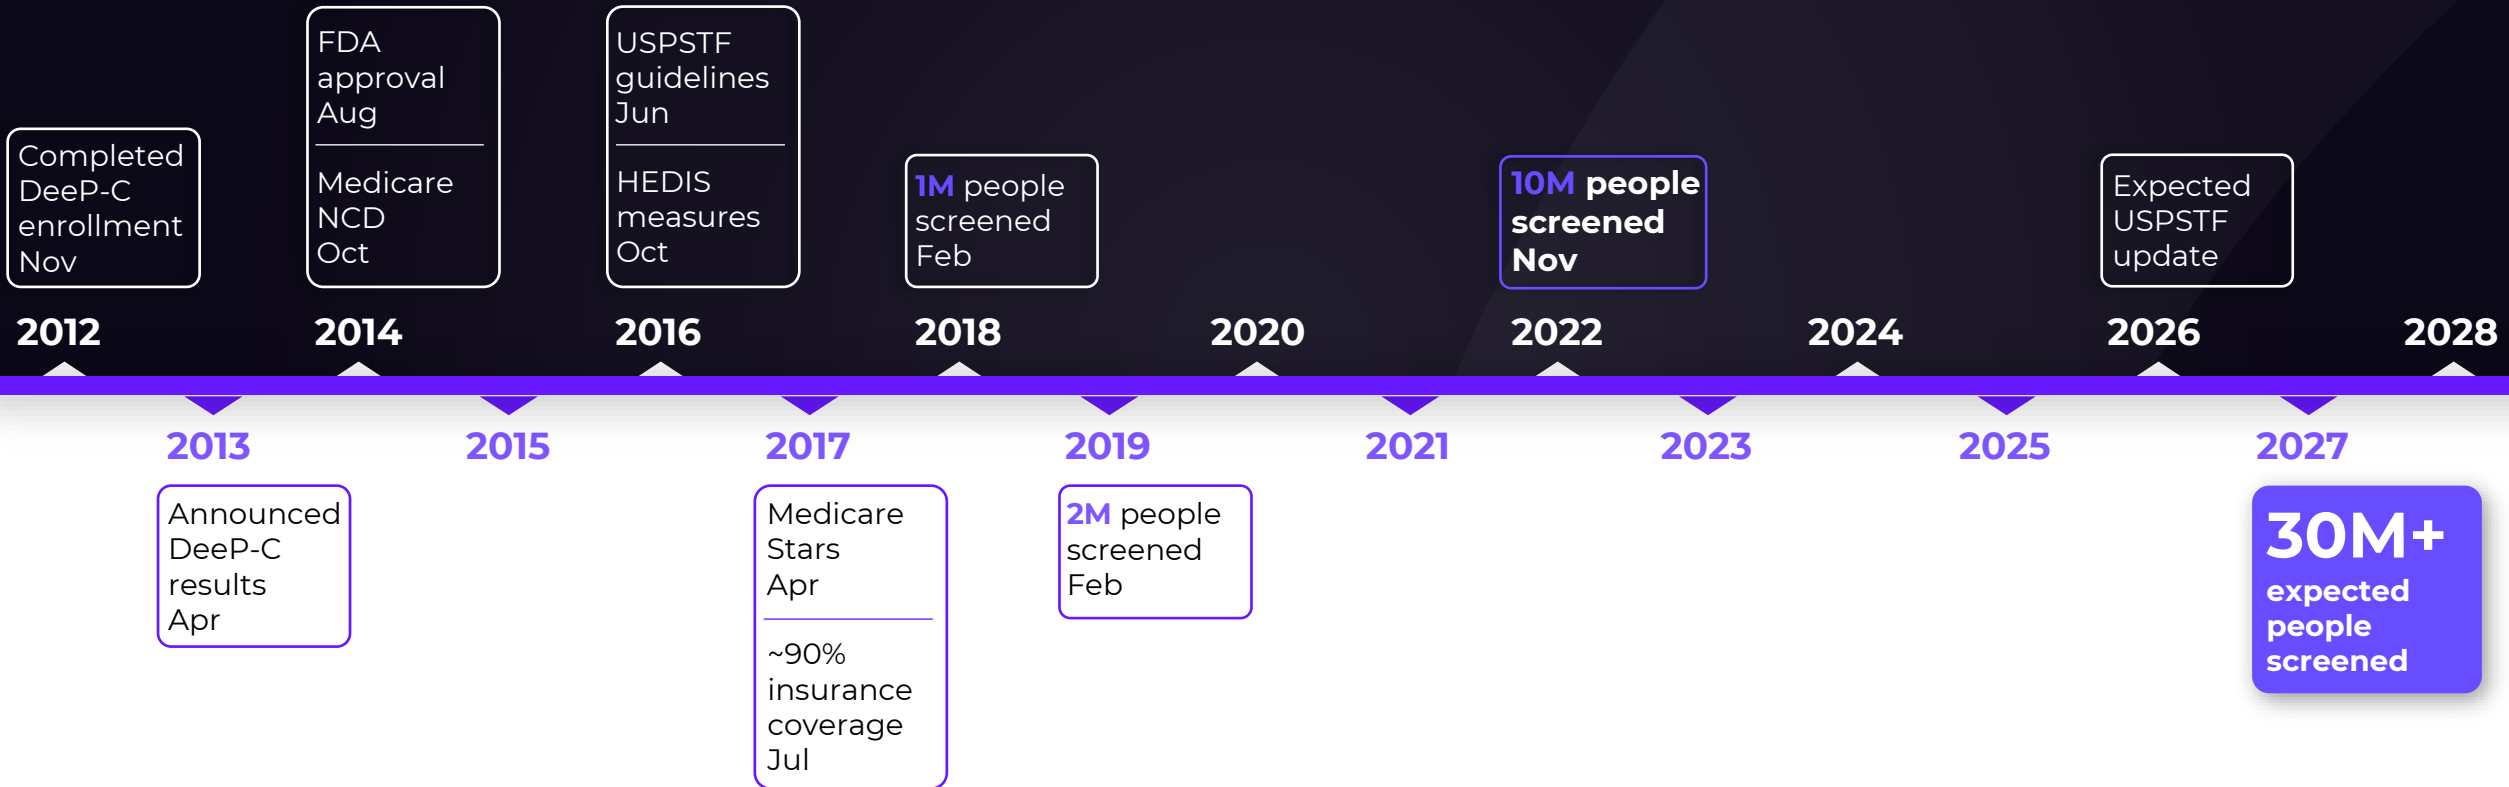 FDA
approval
Aug
Medicare
NCD
Oct
USPSTF
guidelines
Jun
HEDIS
measures
Oct
Completed
DeeP-C
enrollment
Nov
1M people
screened
Feb
10M people
screened
Nov
Expected
USPSTF
update
2012
2014
2016
2018
2020
2022
2024
2026
2028
2013
2015
2017
2019
2021
2023
2025
2027
Announced
DeeP-C
results
Apr
Medicare
Stars
Apr
~90%
insurance
coverage
Jul
2M people
screened
Feb
30M+
expected
people
screened